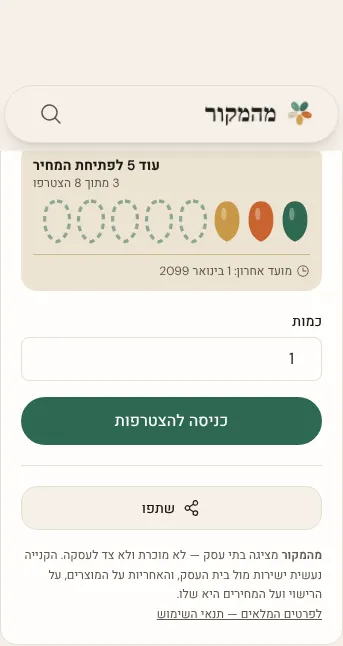 מהמקור
עוד 5 לפתיחת המחיר
3 מתוך 8 הצטרפו
מועד אחרון: 1 בינואר 2099
כמות
1
כניסה להצטרפות
שתפו
מהמקור מציגה בתי עסק — לא מוכרת ולא צד לעסקה. הקנייה
נעשית ישירות מול בית העסק, והאחריות על המוצרים, על
הרישוי ועל המחירים היא שלו.
לפרטים המלאים — תנאי השימוש